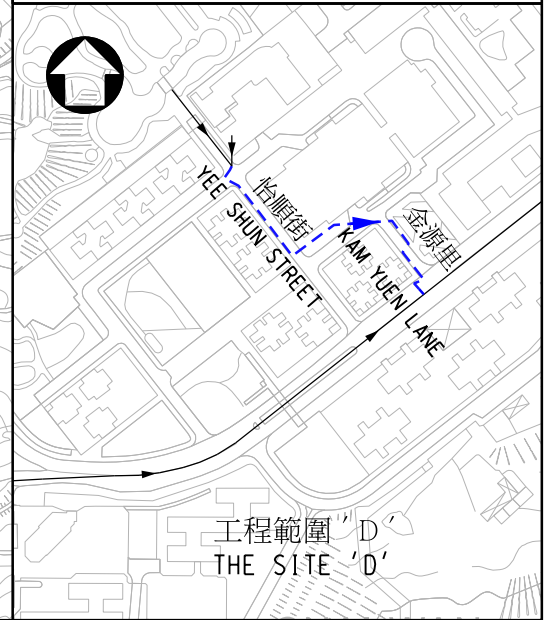 怡順街
YEE SHUN STREET
金源里
KAM YUEN LANE
工程範圍 ′D′
THE SITE 'D'